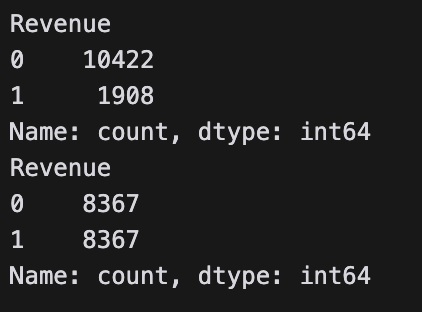 Revenue
0    10422
1     1908
Name: count, dtype: int64
Revenue
0    8367
1    8367
Name: count, dtype: int64